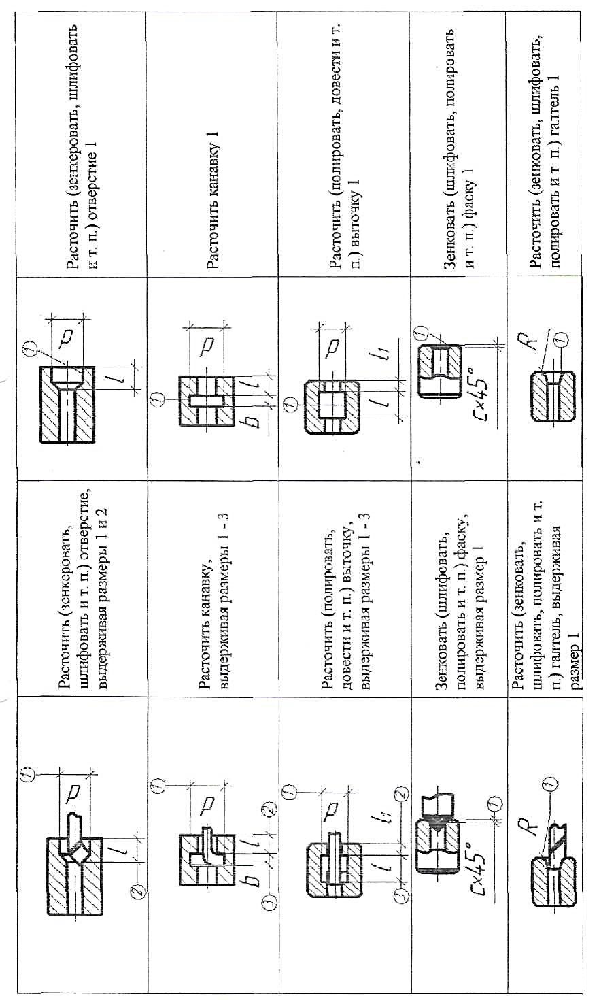 1
P
l
2
Расточить (зенкеровать,
шлифовать и т. п.) отверстие,
выдерживая размеры 1 и 2
1
P
l
Расточить (зенкеровать, шлифовать
и т. п.) отверстие 1
1
P
3
b
l
2
Расточить канавку,
выдерживая размеры 1 - 3
1
P
b
l
Расточить канавку 1
1
P
3
l
l₁
2
Расточить (полировать,
довести и т. п.) выточку,
выдерживая размеры 1 - 3
1
P
l
l₁
Расточить (полировать, довести и т.
п.) выточку 1
C×45°
1
Зенковать (шлифовать,
полировать и т. п.) фаску,
выдерживая размер 1
1
C×45°
Зенковать (шлифовать, полировать
и т. п.) фаску 1
R
1
Расточить (зенковать,
шлифовать, полировать и т.
п.) галтель, выдерживая
размер 1
R
1
Расточить (зенковать, шлифовать,
полировать и т. п.) галтель 1